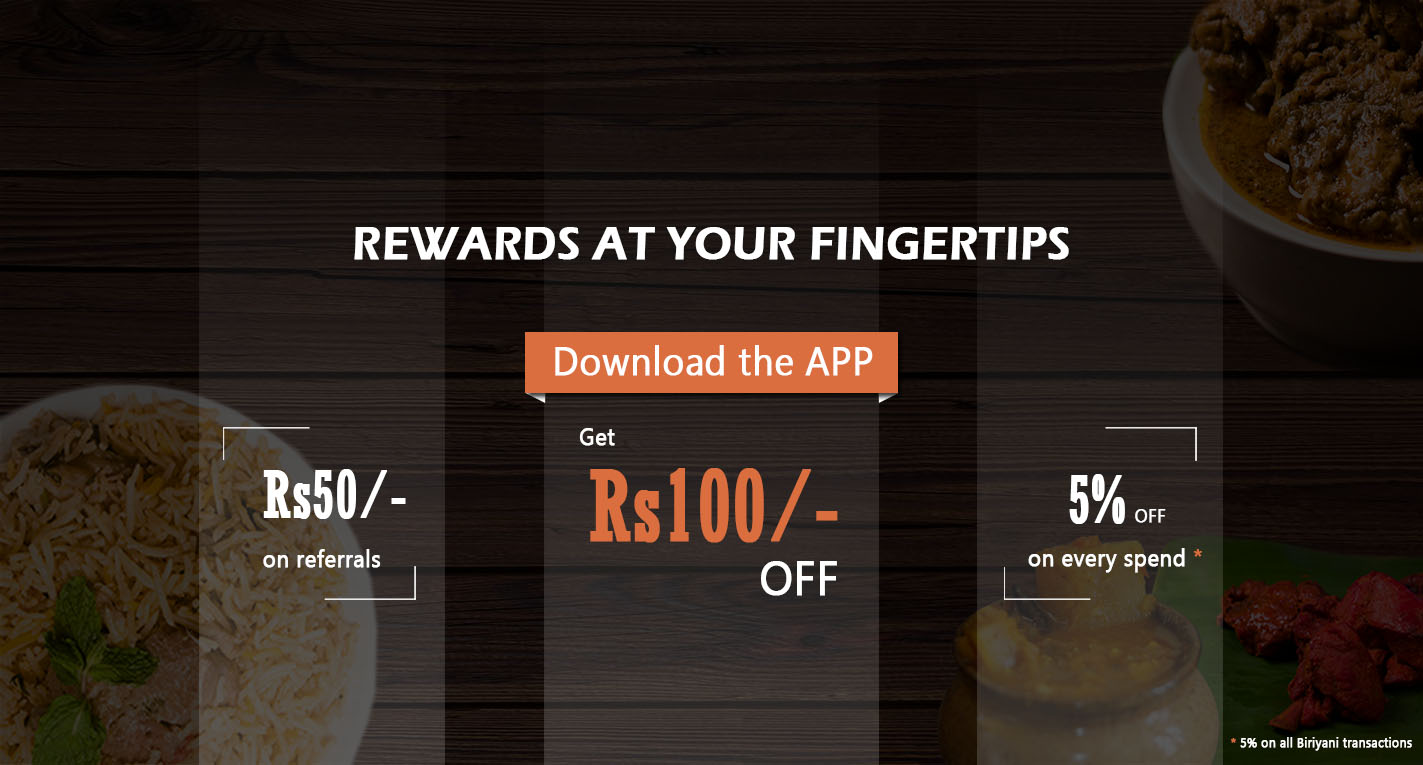 REWARDS AT YOUR FINGERTIPS
Download the APP
Rs50/-
on referrals
Get
Rs100/-
OFF
5% OFF
on every spend *
* 5% on all Biriyani transactions